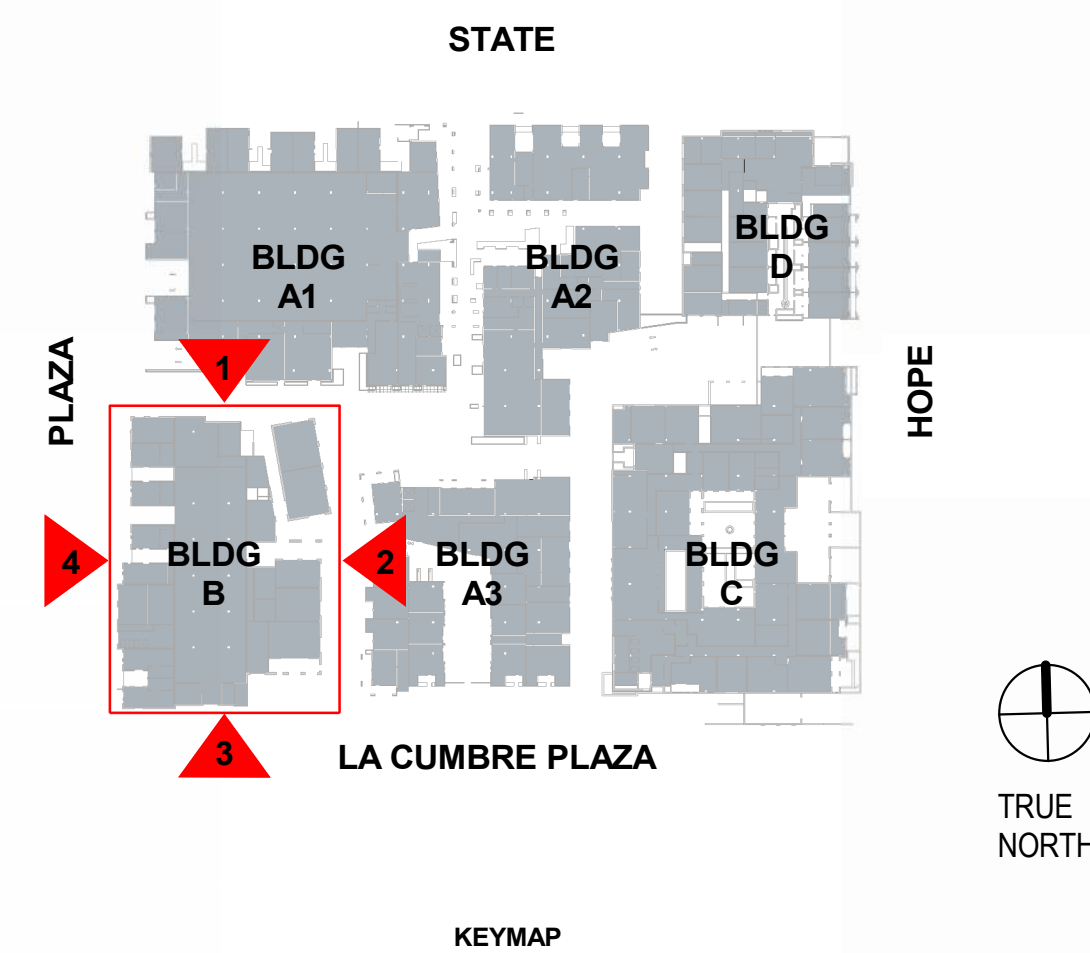 STATE
BLDG
A1
BLDG
A2
BLDG
D
PLAZA
1
HOPE
4
BLDG
B
2
BLDG
A3
BLDG
C
3
LA CUMBRE PLAZA
TRUE
NORTH
KEYMAP